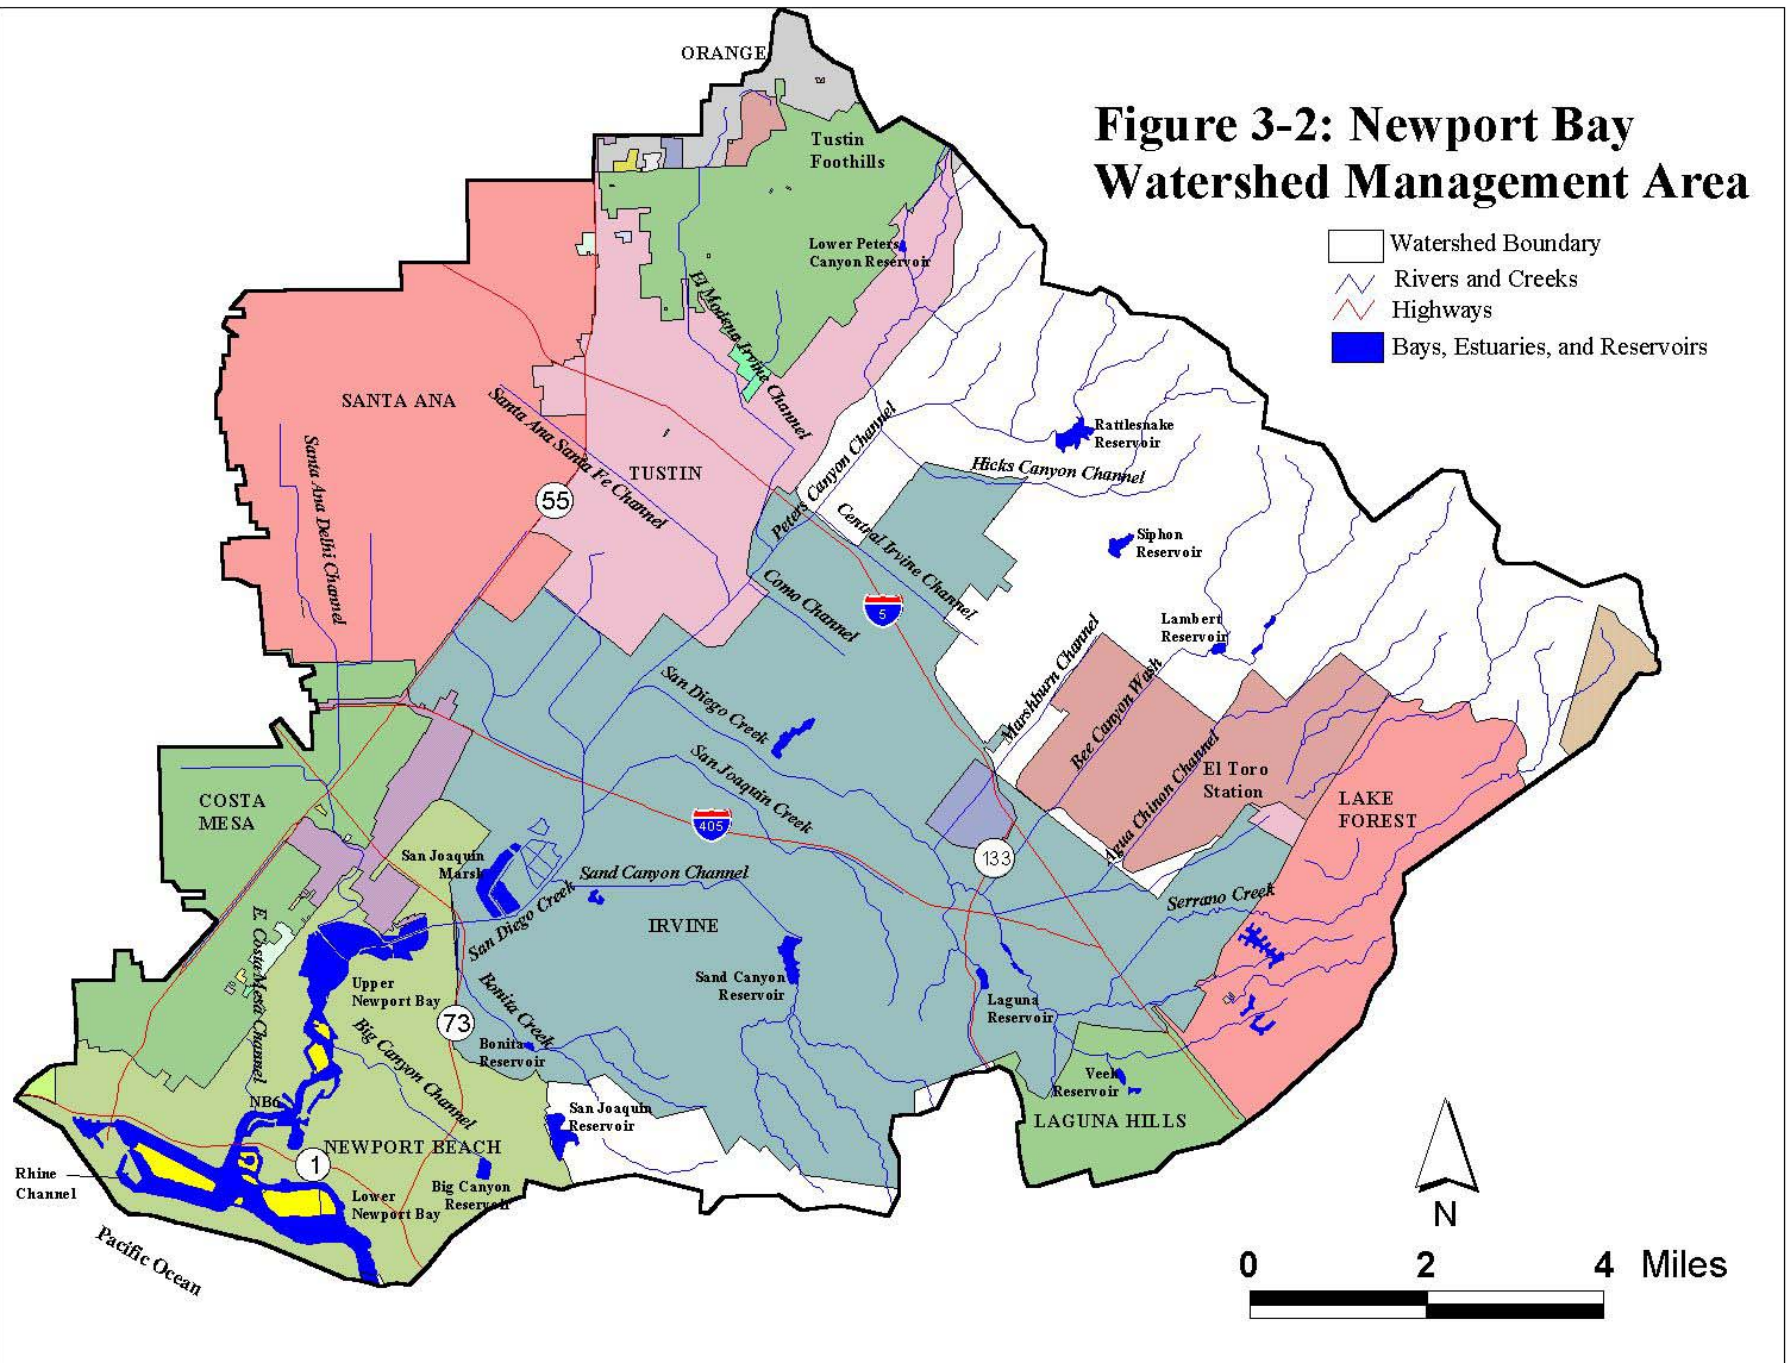 Figure 3-2: Newport Bay
Watershed Management Area
Watershed Boundary
Rivers and Creeks
Highways
Bays, Estuaries, and Reservoirs
ORANGE
Tustin
Foothills
Lower Peters
Canyon Reservoir
El Modena Irvine Channel
SANTA ANA
Santa Ana Santa Fe Channel
Santa Ana Delhi Channel
TUSTIN
55
Peters Canyon Channel
Rattlesnake
Reservoir
Hicks Canyon Channel
Central Irvine Channel
Siphon
Reservoir
Como Channel
5
Lambert
Reservoir
Marshburn Channel
Bee Canyon Wash
Agua Chinon Channel
El Toro
Station
San Diego Creek
San Joaquin Creek
LAKE
FOREST
COSTA
MESA
405
133
San Joaquin
Marsh
Sand Canyon Channel
San Diego Creek
Serrano Creek
IRVINE
E Costa Mesa Channel
Upper
Newport Bay
Sand Canyon
Reservoir
Laguna
Reservoir
73
Bonita Creek
Bonita
Reservoir
Big Canyon Channel
Veeh
Reservoir
NB6
San Joaquin
Reservoir
LAGUNA HILLS
NEWPORT BEACH
1
Rhine
Channel
Big Canyon
Reservoir
Lower
Newport Bay
Pacific Ocean
N
0 2 4 Miles